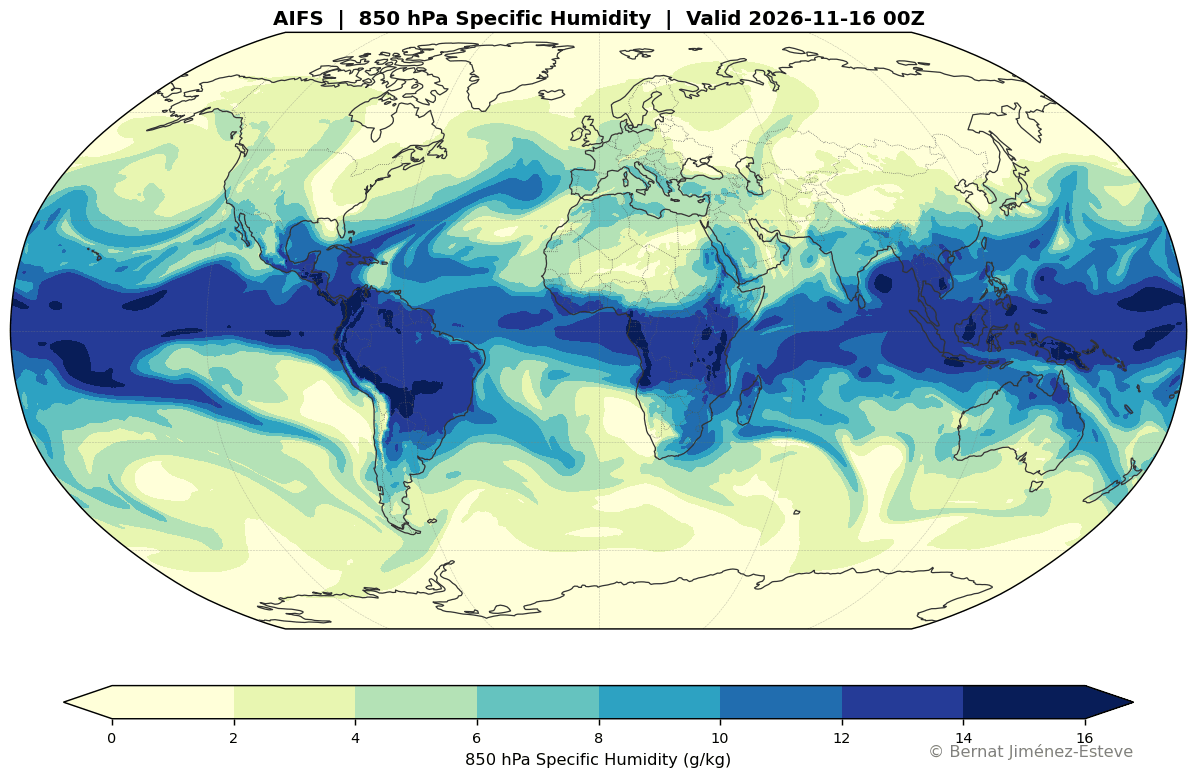 AIFS | 850 hPa Specific Humidity | Valid 2026-11-16 00Z
0 2 4 6 8 10 12 14 16
850 hPa Specific Humidity (g/kg)
© Bernat Jiménez-Esteve